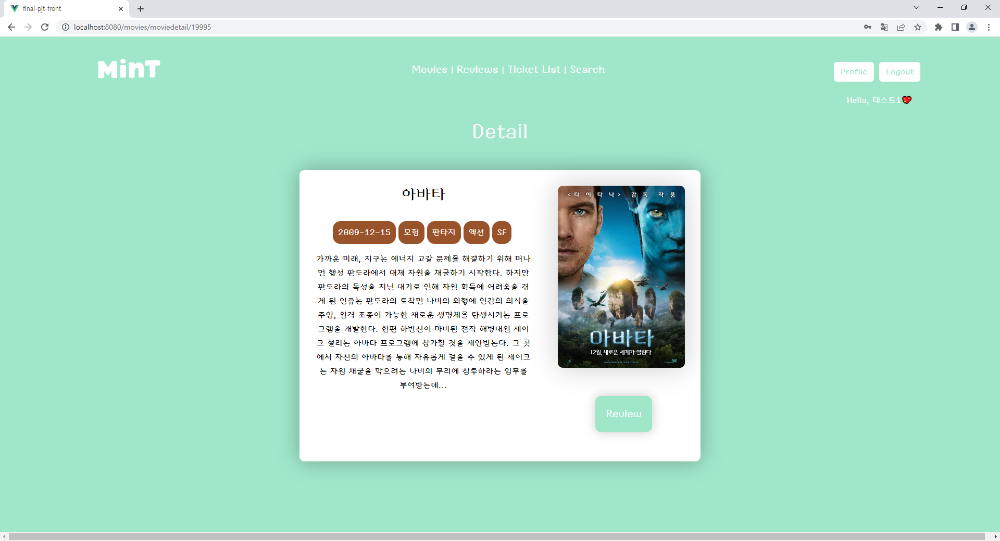 final-pjt-front
localhost:8080/movies/moviedetail/19995
MinT
Movies | Reviews | Ticket List | Search
Profile
Logout
Hello, 테스트1
Detail
아바타
2009-12-15 모험 판타지 액션 SF
가까운 미래, 지구는 에너지 고갈 문제를 해결하기 위해 머나
먼 행성 판도라에서 대체 자원을 채굴하기 시작한다. 하지만
판도라의 독성을 지닌 대기로 인해 자원 획득에 어려움을 겪
게 된 인류는 판도라의 토착민 나비의 외형에 인간의 의식을
주입, 원격 조종이 가능한 새로운 생명체를 탄생시키는 프로
그램을 개발한다. 한편 하반신이 마비된 전직 해병대원 제이
크 설리는 아바타 프로그램에 참가할 것을 제안받는다. 그 곳
에서 자신의 아바타를 통해 자유롭게 걸을 수 있게 된 제이크
는 자원 채굴을 막으려는 나비의 무리에 침투하라는 임무를
부여받는데...
<타이타닉> 감독 작품
아바타
12월, 새로운 세계가 열린다
Review